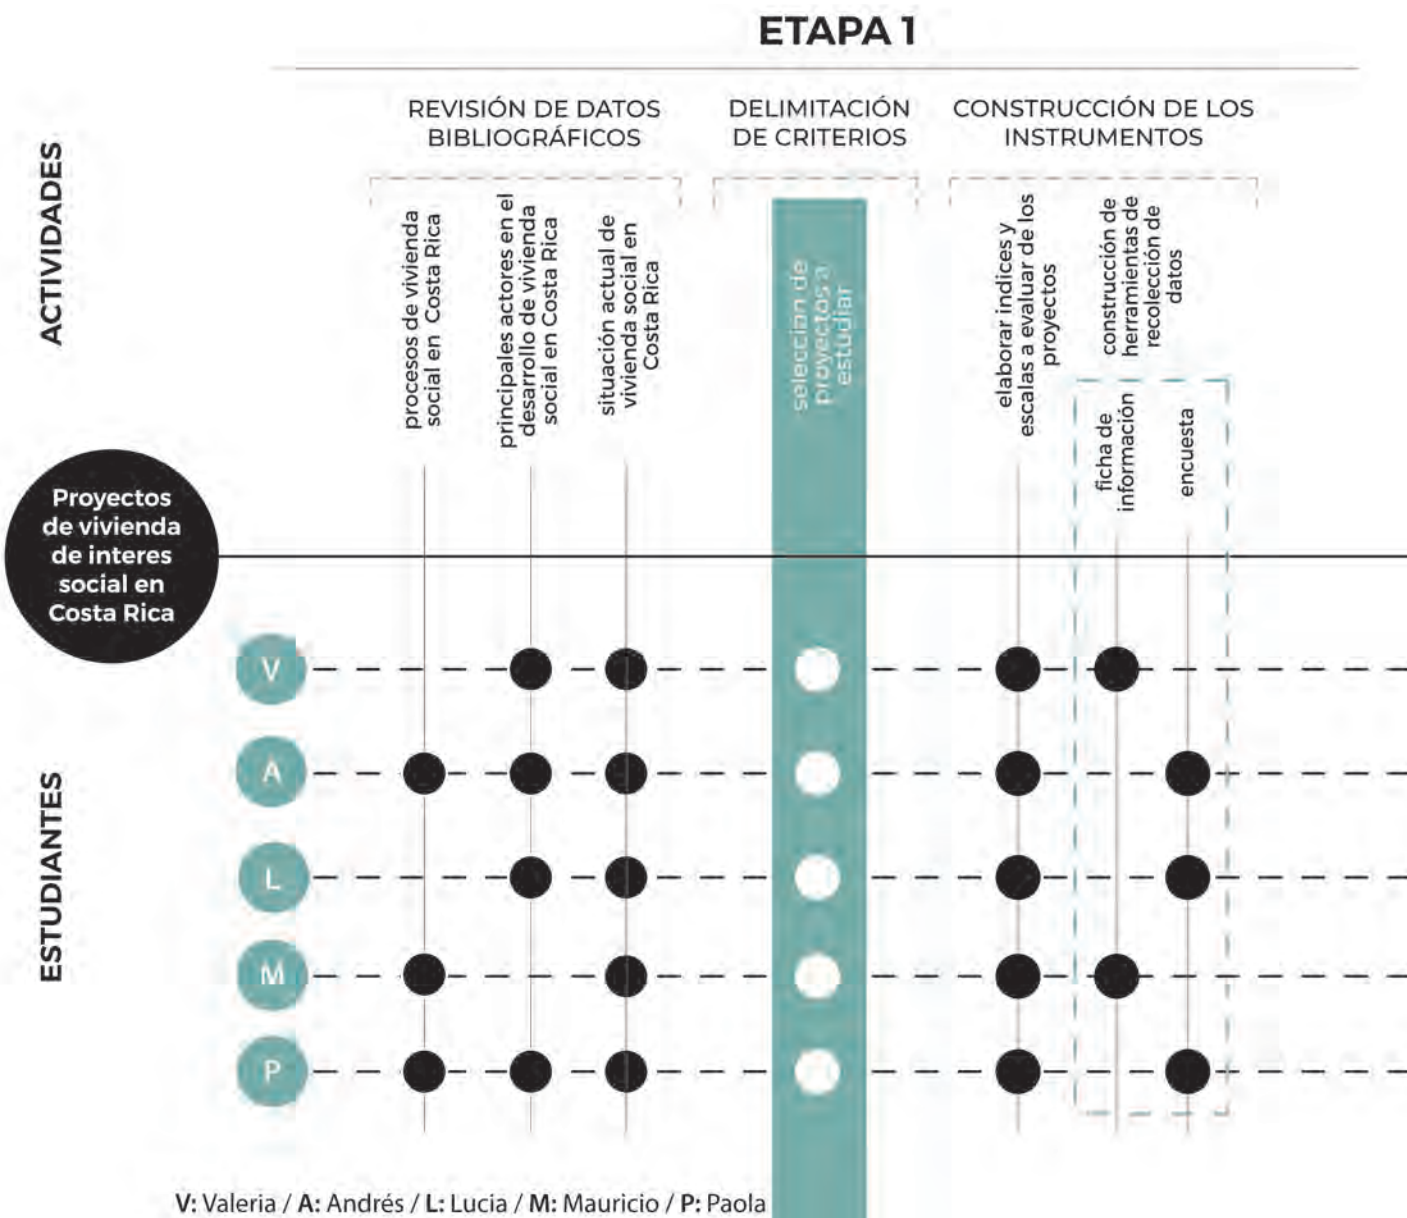 ETAPA 1
ACTIVIDADES
REVISIÓN DE DATOS
BIBLIOGRÁFICOS
DELIMITACIÓN
DE CRITERIOS
CONSTRUCCIÓN DE LOS
INSTRUMENTOS
procesos de vivienda
social en Costa Rica
principales actores en el
desarrollo de vivienda
social en Costa Rica
situación actual de
vivienda social en
Costa Rica
selección de
proyectos a
estudiar
elaborar indices y
escalas a evaluar de los
proyectos
construcción de
herramientas de
recolección de
datos
ficha de
información
encuesta
Proyectos
de vivienda
de interes
social en
Costa Rica
ESTUDIANTES
V
A
L
M
P
V: Valeria / A: Andrés / L: Lucia / M: Mauricio / P: Paola